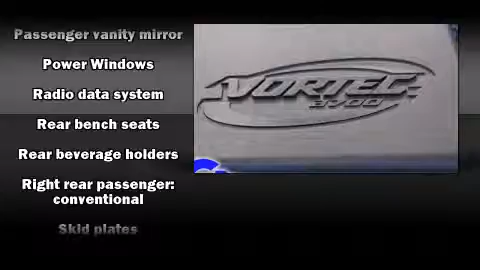 Passenger vanity mirror
Power Windows
Radio data system
Rear bench seats
Rear beverage holders
Right rear passenger:
conventional
Skid plates
VORTEC
3700